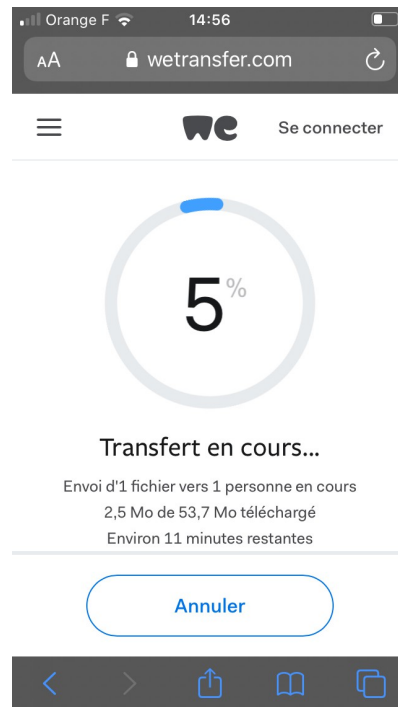 Orange F 14:56
AA wetransfer.com
we Se connecter
5%
Transfert en cours...
Envoi d'1 fichier vers 1 personne en cours
2,5 Mo de 53,7 Mo téléchargé
Environ 11 minutes restantes
Annuler